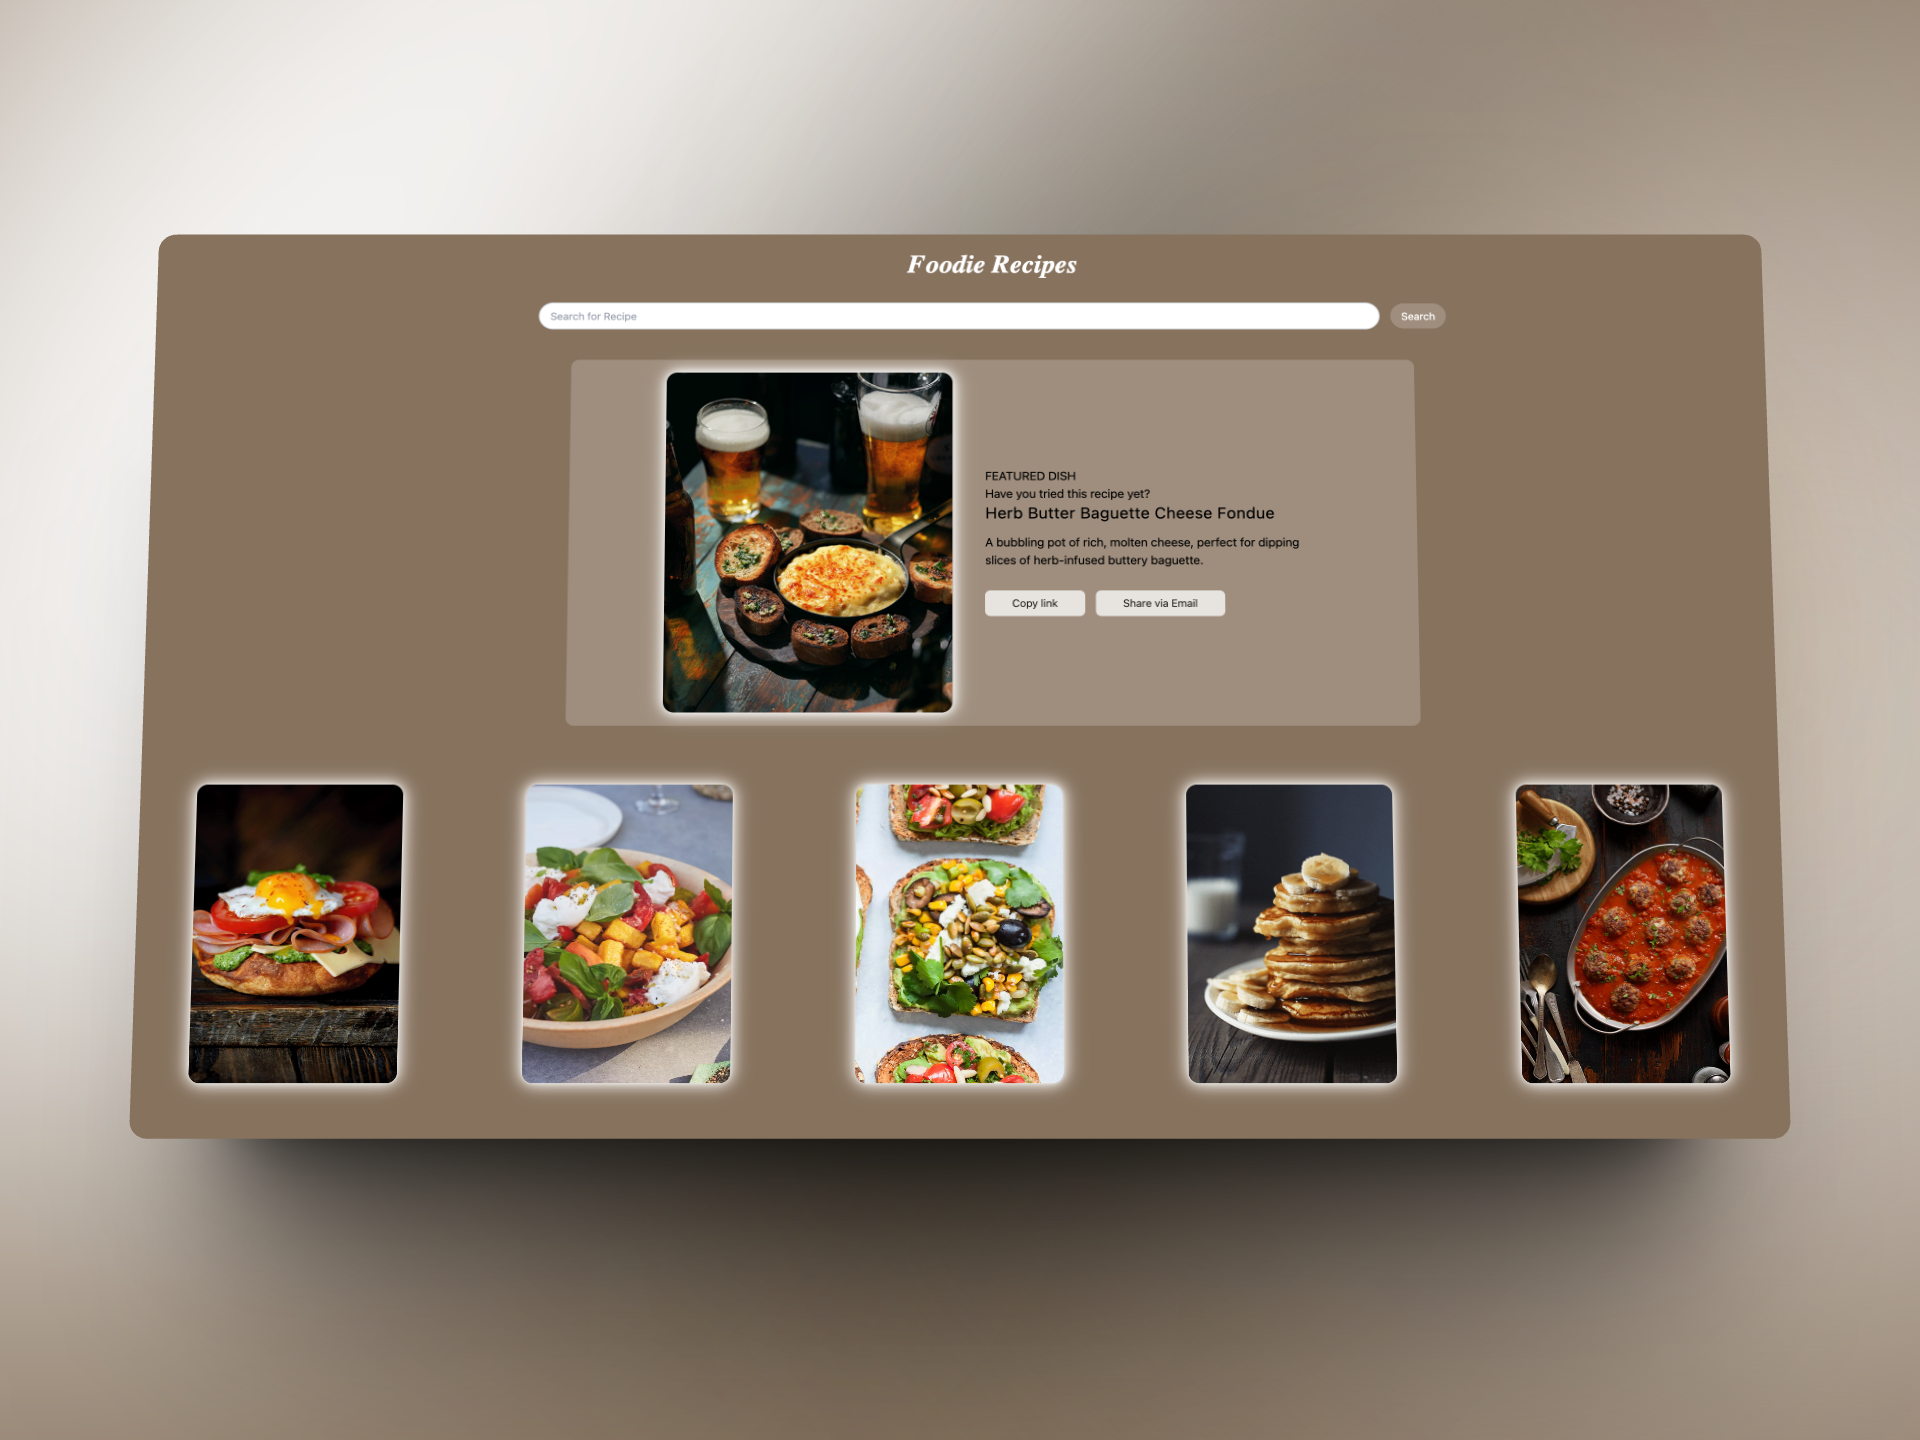 Foodie Recipes
Search for Recipe
Search
FEATURED DISH
Have you tried this recipe yet?
Herb Butter Baguette Cheese Fondue
A bubbling pot of rich, molten cheese, perfect for dipping
slices of herb-infused buttery baguette.
Copy link
Share via Email